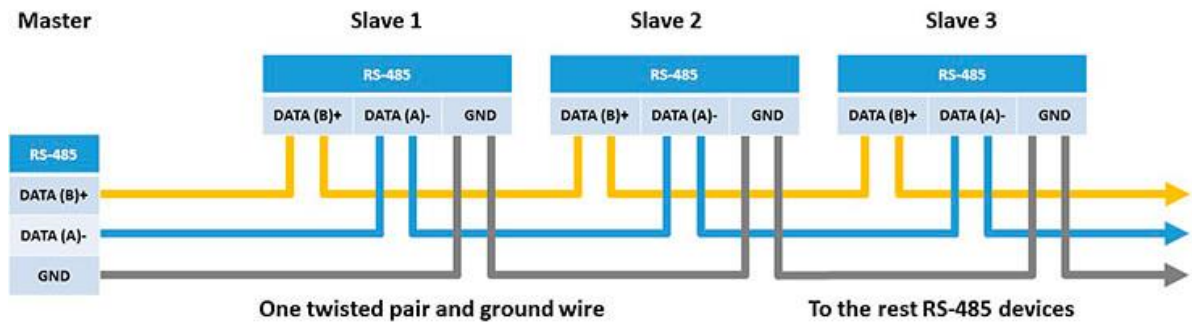 Master Slave 1 Slave 2 Slave 3
RS-485 RS-485 RS-485
DATA (B)+ DATA (A)- GND DATA (B)+ DATA (A)- GND DATA (B)+ DATA (A)- GND
RS-485
DATA (B)+
DATA (A)-
GND
One twisted pair and ground wire To the rest RS-485 devices